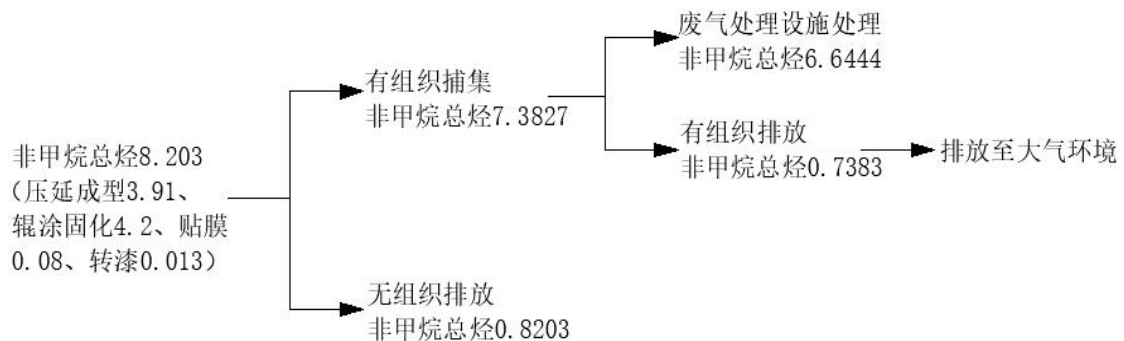 非甲烷总烃8.203
（压延成型3.91、
辊涂固化4.2、贴膜
0.08、转漆0.013）
有组织捕集
非甲烷总烃7.3827
废气处理设施处理
非甲烷总烃6.6444
有组织排放
非甲烷总烃0.7383
排放至大气环境
无组织排放
非甲烷总烃0.8203